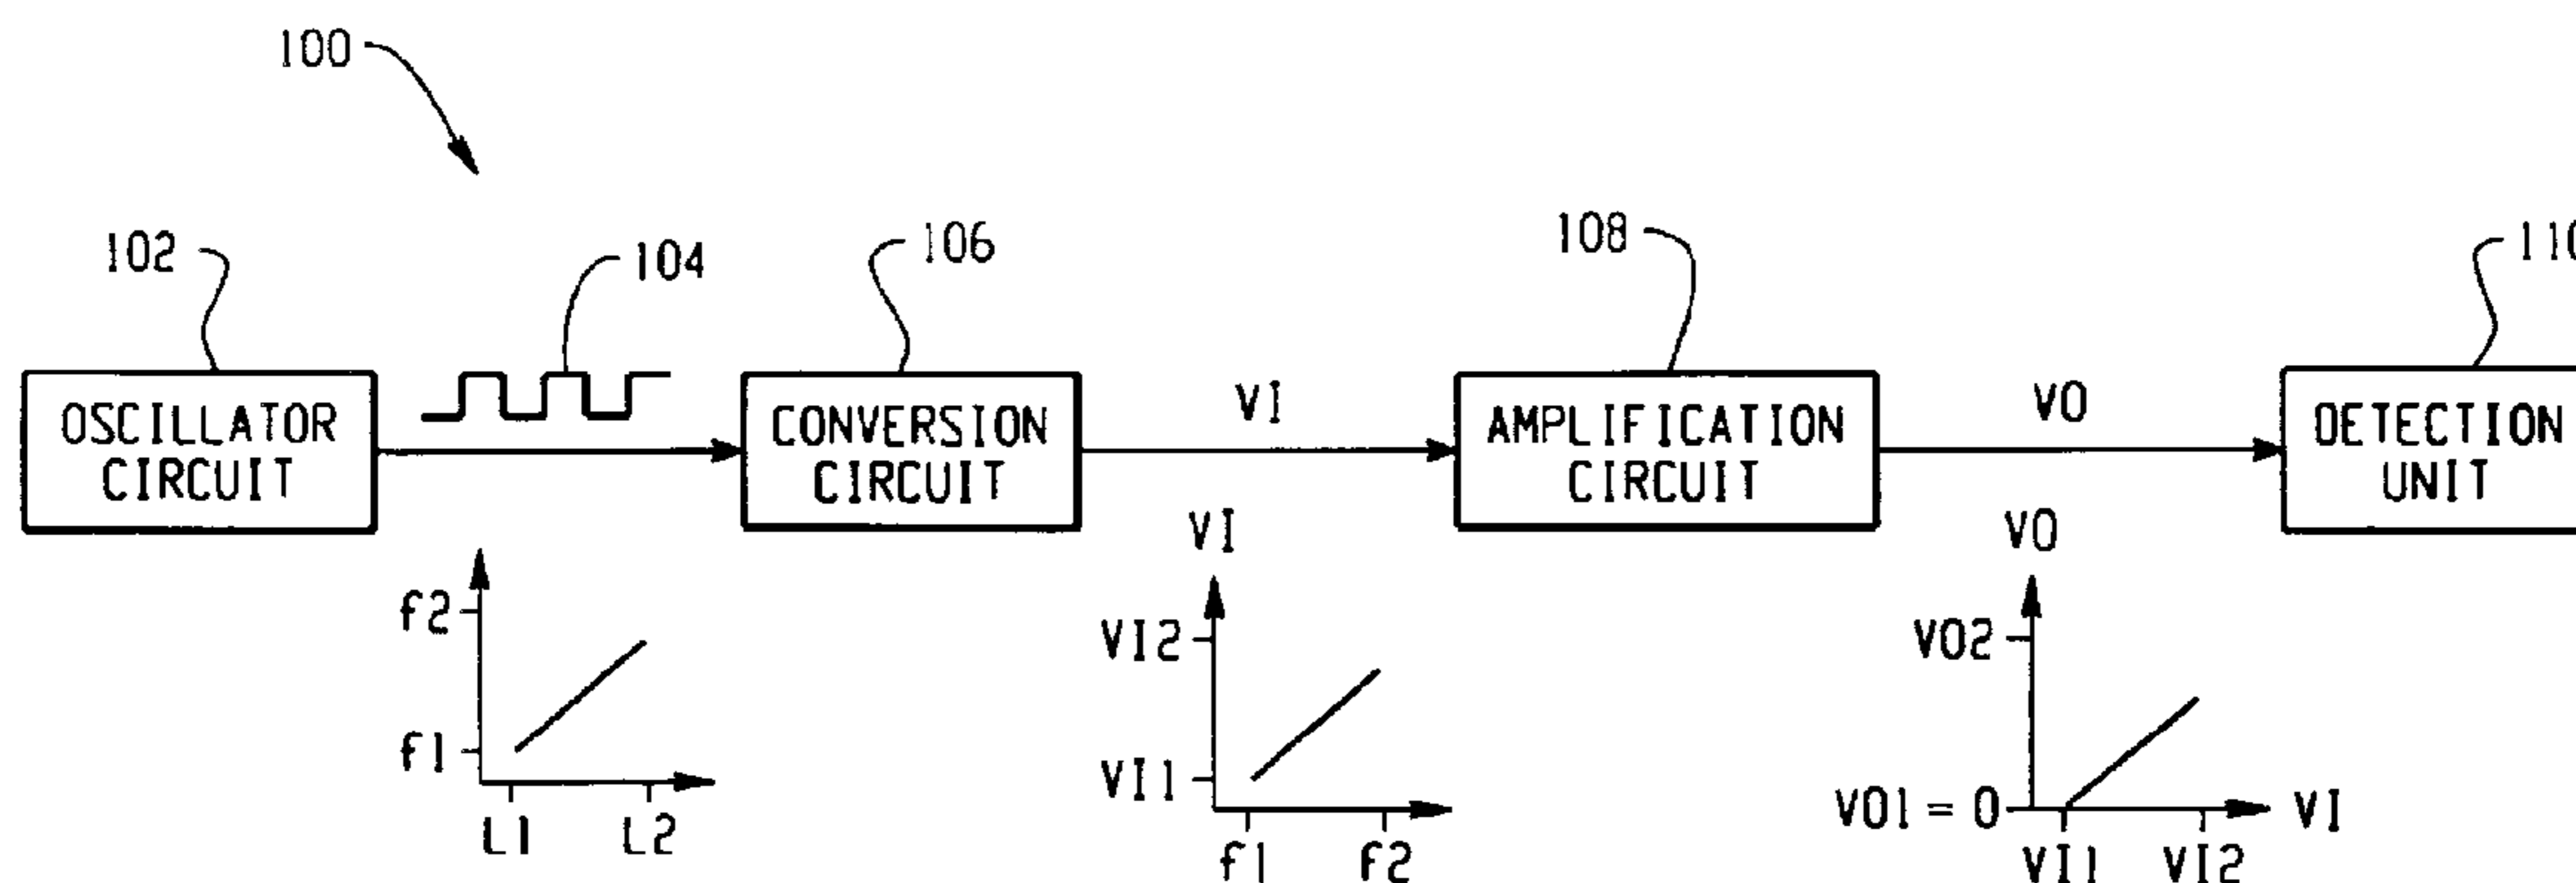 100
102
104
106
108
110
OSCILLATOR
CIRCUIT
CONVERSION
CIRCUIT
VI
AMPLIFICATION
CIRCUIT
VO
DETECTION
UNIT
f2
f1
L1
L2
VI
VI2
VI1
f1
f2
VO
VO2
VO1 = 0
VI
VI1
VI2